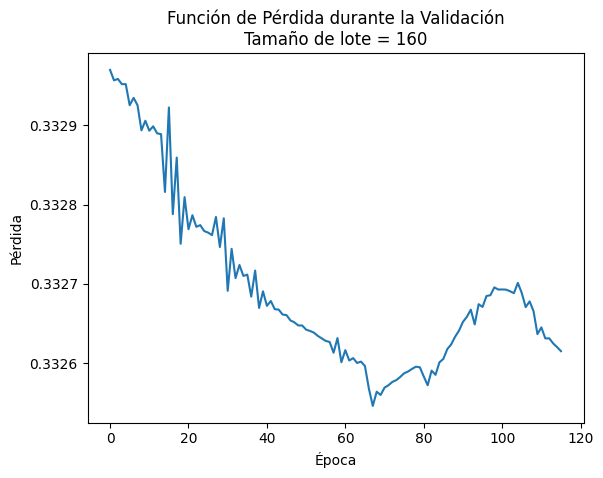 Función de Pérdida durante la Validación
Tamaño de lote = 160
Pérdida
0.3329
0.3328
0.3327
0.3326
0 20 40 60 80 100 120
Época